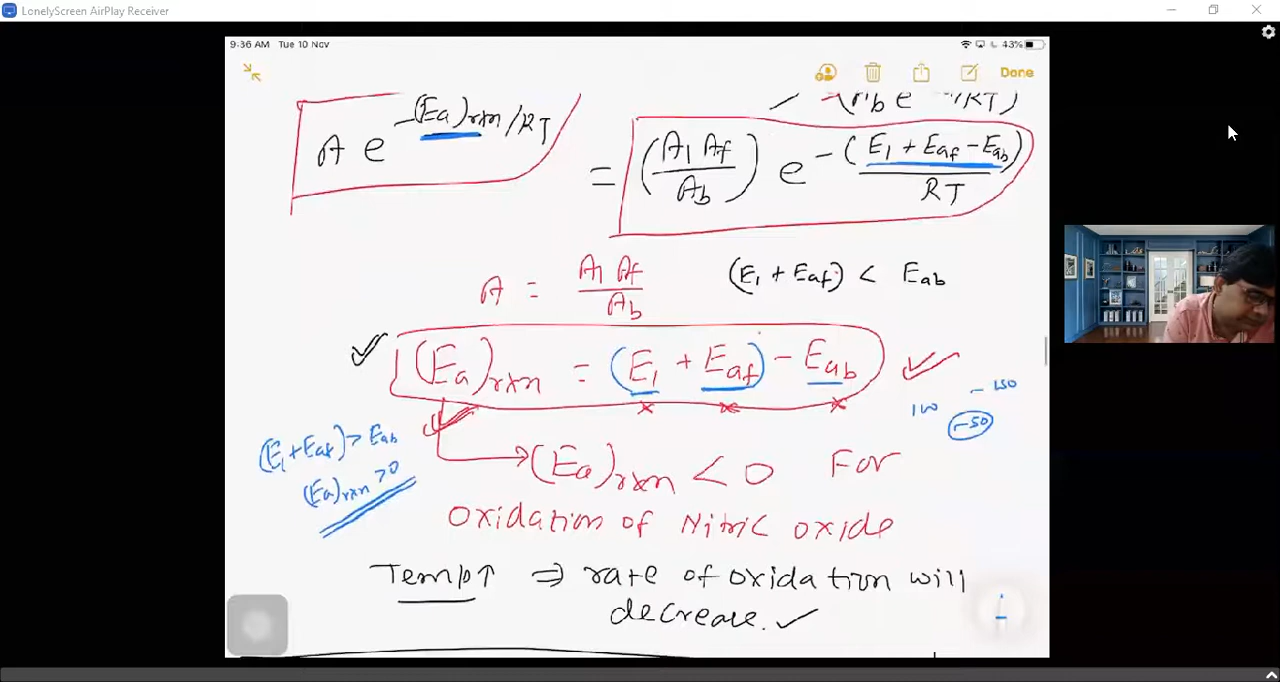 LonelyScreen AirPlay Receiver
9:36 AM Tue 10 Nov
43%
Done
A e^{-(Ea)rxn/RT}
= (A1 Af / Ab) e^{-(E1 + Eaf - Eab) / RT}
A = A1 Af / Ab
(E1 + Eaf) < Eab
(Ea)rxn = (E1 + Eaf) - Eab
100 - 150
-50
(E1 + Eaf) > Eab
(Ea)rxn > 0
(Ea)rxn < 0 For
Oxidation of Nitric oxide
Temp↑ ⇒ rate of oxidation will
decrease.